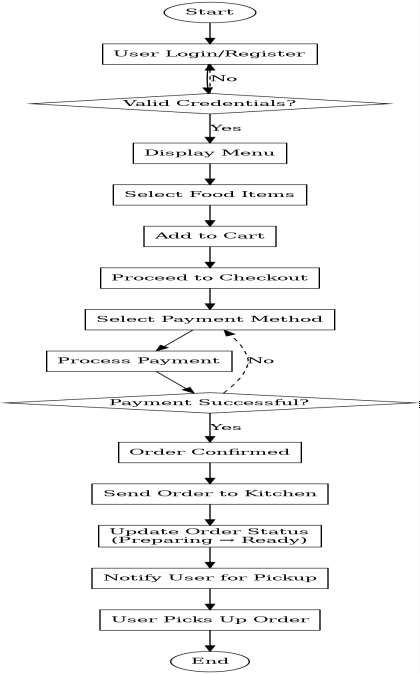 Start
User Login/Register
No
Valid Credentials?
Yes
Display Menu
Select Food Items
Add to Cart
Proceed to Checkout
Select Payment Method
Process Payment
No
Payment Successful?
Yes
Order Confirmed
Send Order to Kitchen
Update Order Status
(Preparing → Ready)
Notify User for Pickup
User Picks Up Order
End